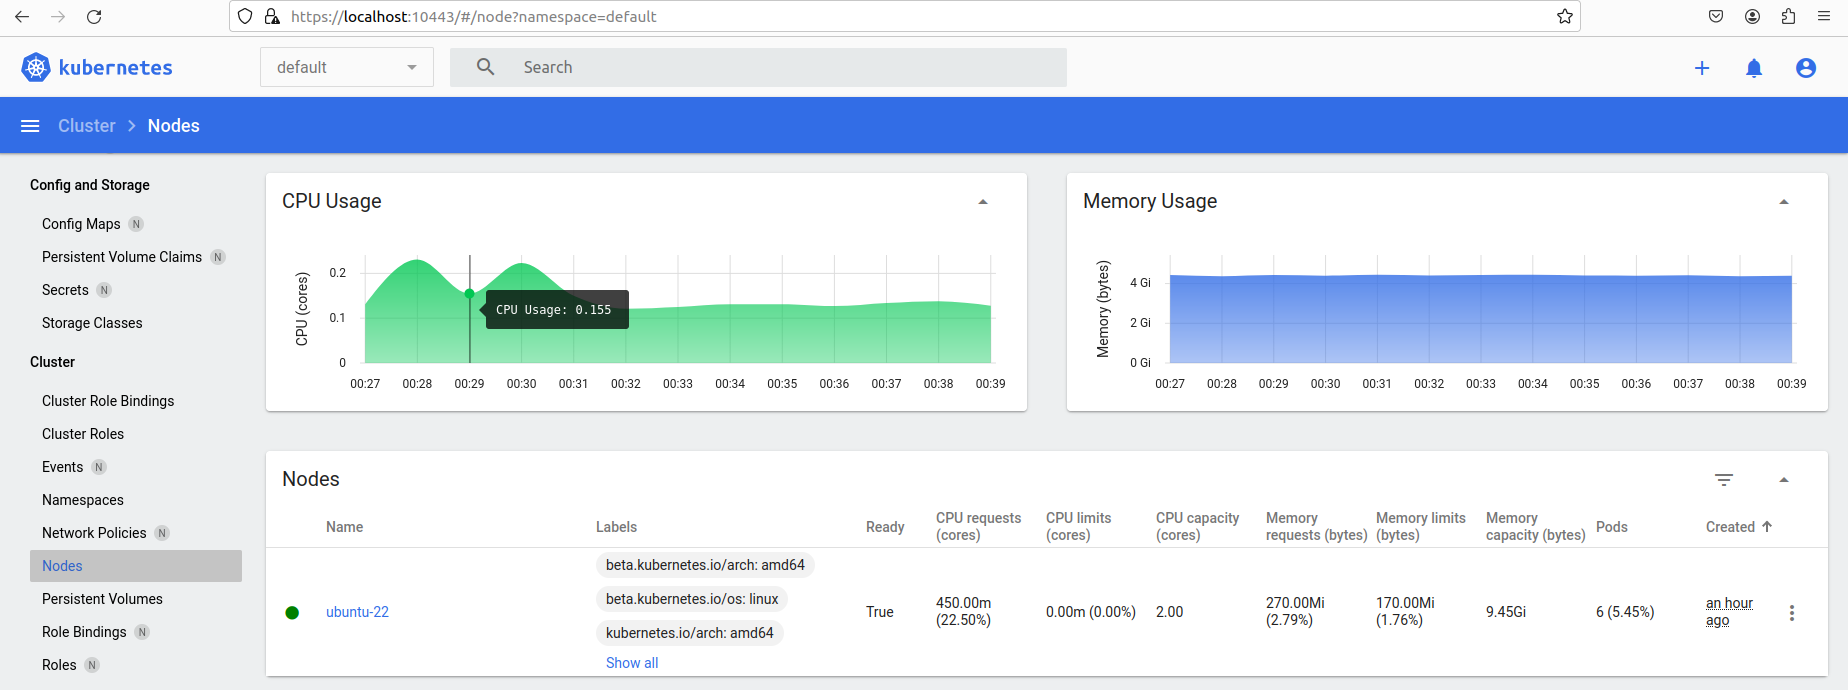 https://localhost:10443/#/node?namespace=default
kubernetes
default
Search
Cluster
Nodes
Config and Storage
Config Maps N
Persistent Volume Claims N
Secrets N
Storage Classes
Cluster
Cluster Role Bindings
Cluster Roles
Events N
Namespaces
Network Policies N
Nodes
Persistent Volumes
Role Bindings N
Roles N
CPU Usage
CPU (cores)
0.2
0.1
0
CPU Usage: 0.155
00:27 00:28 00:29 00:30 00:31 00:32 00:33 00:34 00:35 00:36 00:37 00:38 00:39
Memory Usage
Memory (bytes)
4 Gi
2 Gi
0 Gi
00:27 00:28 00:29 00:30 00:31 00:32 00:33 00:34 00:35 00:36 00:37 00:38 00:39
Nodes
Name
Labels
Ready
CPU requests
(cores)
CPU limits
(cores)
CPU capacity
(cores)
Memory
requests (bytes)
Memory limits
(bytes)
Memory
capacity (bytes)
Pods
Created
ubuntu-22
beta.kubernetes.io/arch: amd64
beta.kubernetes.io/os: linux
kubernetes.io/arch: amd64
Show all
True
450.00m
(22.50%)
0.00m (0.00%)
2.00
270.00Mi
(2.79%)
170.00Mi
(1.76%)
9.45Gi
6 (5.45%)
an hour
ago